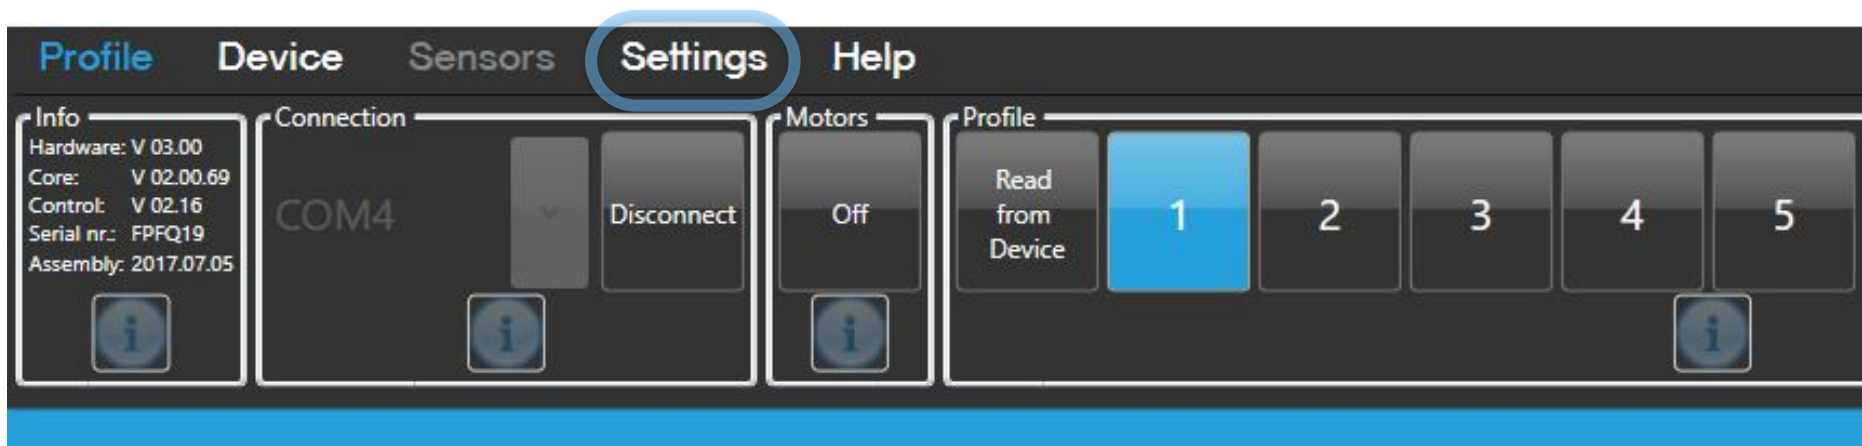 Profile Device Sensors Settings Help
Info
Hardware: V 03.00
Core: V 02.00.69
Control: V 02.16
Serial nr.: FPFQ19
Assembly: 2017.07.05
i
Connection
COM4
Disconnect
i
Motors
Off
i
Profile
Read
from
Device
1 2 3 4 5
i